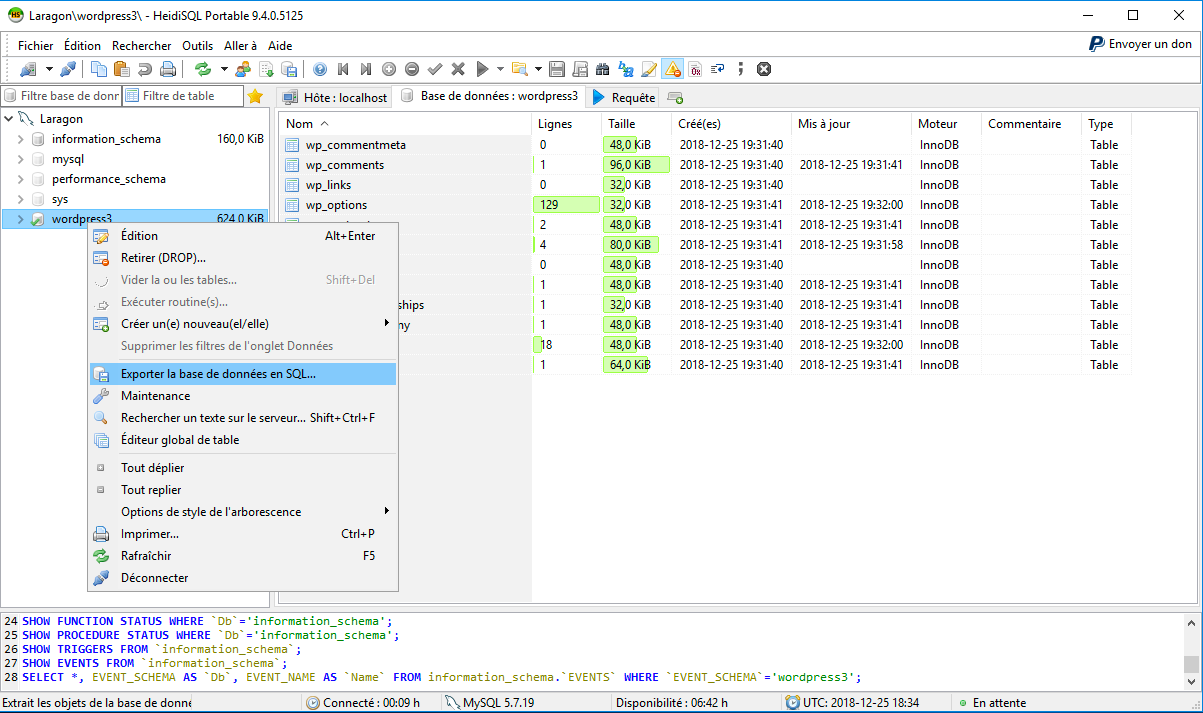 Laragon\wordpress3\ - HeidiSQL Portable 9.4.0.5125
Fichier Édition Rechercher Outils Aller à Aide
Envoyer un don
Filtre base de donn Filtre de table
Hôte : localhost Base de données : wordpress3 Requête
Laragon
information_schema 160,0 KiB
mysql
performance_schema
sys
wordpress3 624,0 KiB
Nom Lignes Taille Créé(es) Mis à jour Moteur Commentaire Type
wp_commentmeta 0 48,0 KiB 2018-12-25 19:31:40 InnoDB Table
wp_comments 1 96,0 KiB 2018-12-25 19:31:40 2018-12-25 19:31:41 InnoDB Table
wp_links 0 32,0 KiB 2018-12-25 19:31:40 InnoDB Table
wp_options 129 32,0 KiB 2018-12-25 19:31:41 2018-12-25 19:32:00 InnoDB Table
2 48,0 KiB 2018-12-25 19:31:41 2018-12-25 19:31:41 InnoDB Table
4 80,0 KiB 2018-12-25 19:31:41 2018-12-25 19:31:58 InnoDB Table
0 48,0 KiB 2018-12-25 19:31:40 InnoDB Table
1 48,0 KiB 2018-12-25 19:31:40 2018-12-25 19:31:41 InnoDB Table
ships 1 32,0 KiB 2018-12-25 19:31:40 2018-12-25 19:31:41 InnoDB Table
ny 1 48,0 KiB 2018-12-25 19:31:40 2018-12-25 19:31:41 InnoDB Table
18 48,0 KiB 2018-12-25 19:31:40 2018-12-25 19:32:00 InnoDB Table
1 64,0 KiB 2018-12-25 19:31:40 2018-12-25 19:31:41 InnoDB Table
Édition Alt+Enter
Retirer (DROP)...
Vider la ou les tables... Shift+Del
Exécuter routine(s)...
Créer un(e) nouveau(el/elle)
Supprimer les filtres de l'onglet Données
Exporter la base de données en SQL...
Maintenance
Rechercher un texte sur le serveur... Shift+Ctrl+F
Éditeur global de table
Tout déplier
Tout replier
Options de style de l'arborescence
Imprimer... Ctrl+P
Rafraîchir F5
Déconnecter
24 SHOW FUNCTION STATUS WHERE `Db`='information_schema';
25 SHOW PROCEDURE STATUS WHERE `Db`='information_schema';
26 SHOW TRIGGERS FROM `information_schema`;
27 SHOW EVENTS FROM `information_schema`;
28 SELECT *, EVENT_SCHEMA AS `Db`, EVENT_NAME AS `Name` FROM information_schema.`EVENTS` WHERE `EVENT_SCHEMA`='wordpress3';
Extrait les objets de la base de donné Connecté : 00:09 h MySQL 5.7.19 Disponibilité : 06:42 h UTC: 2018-12-25 18:34 En attente